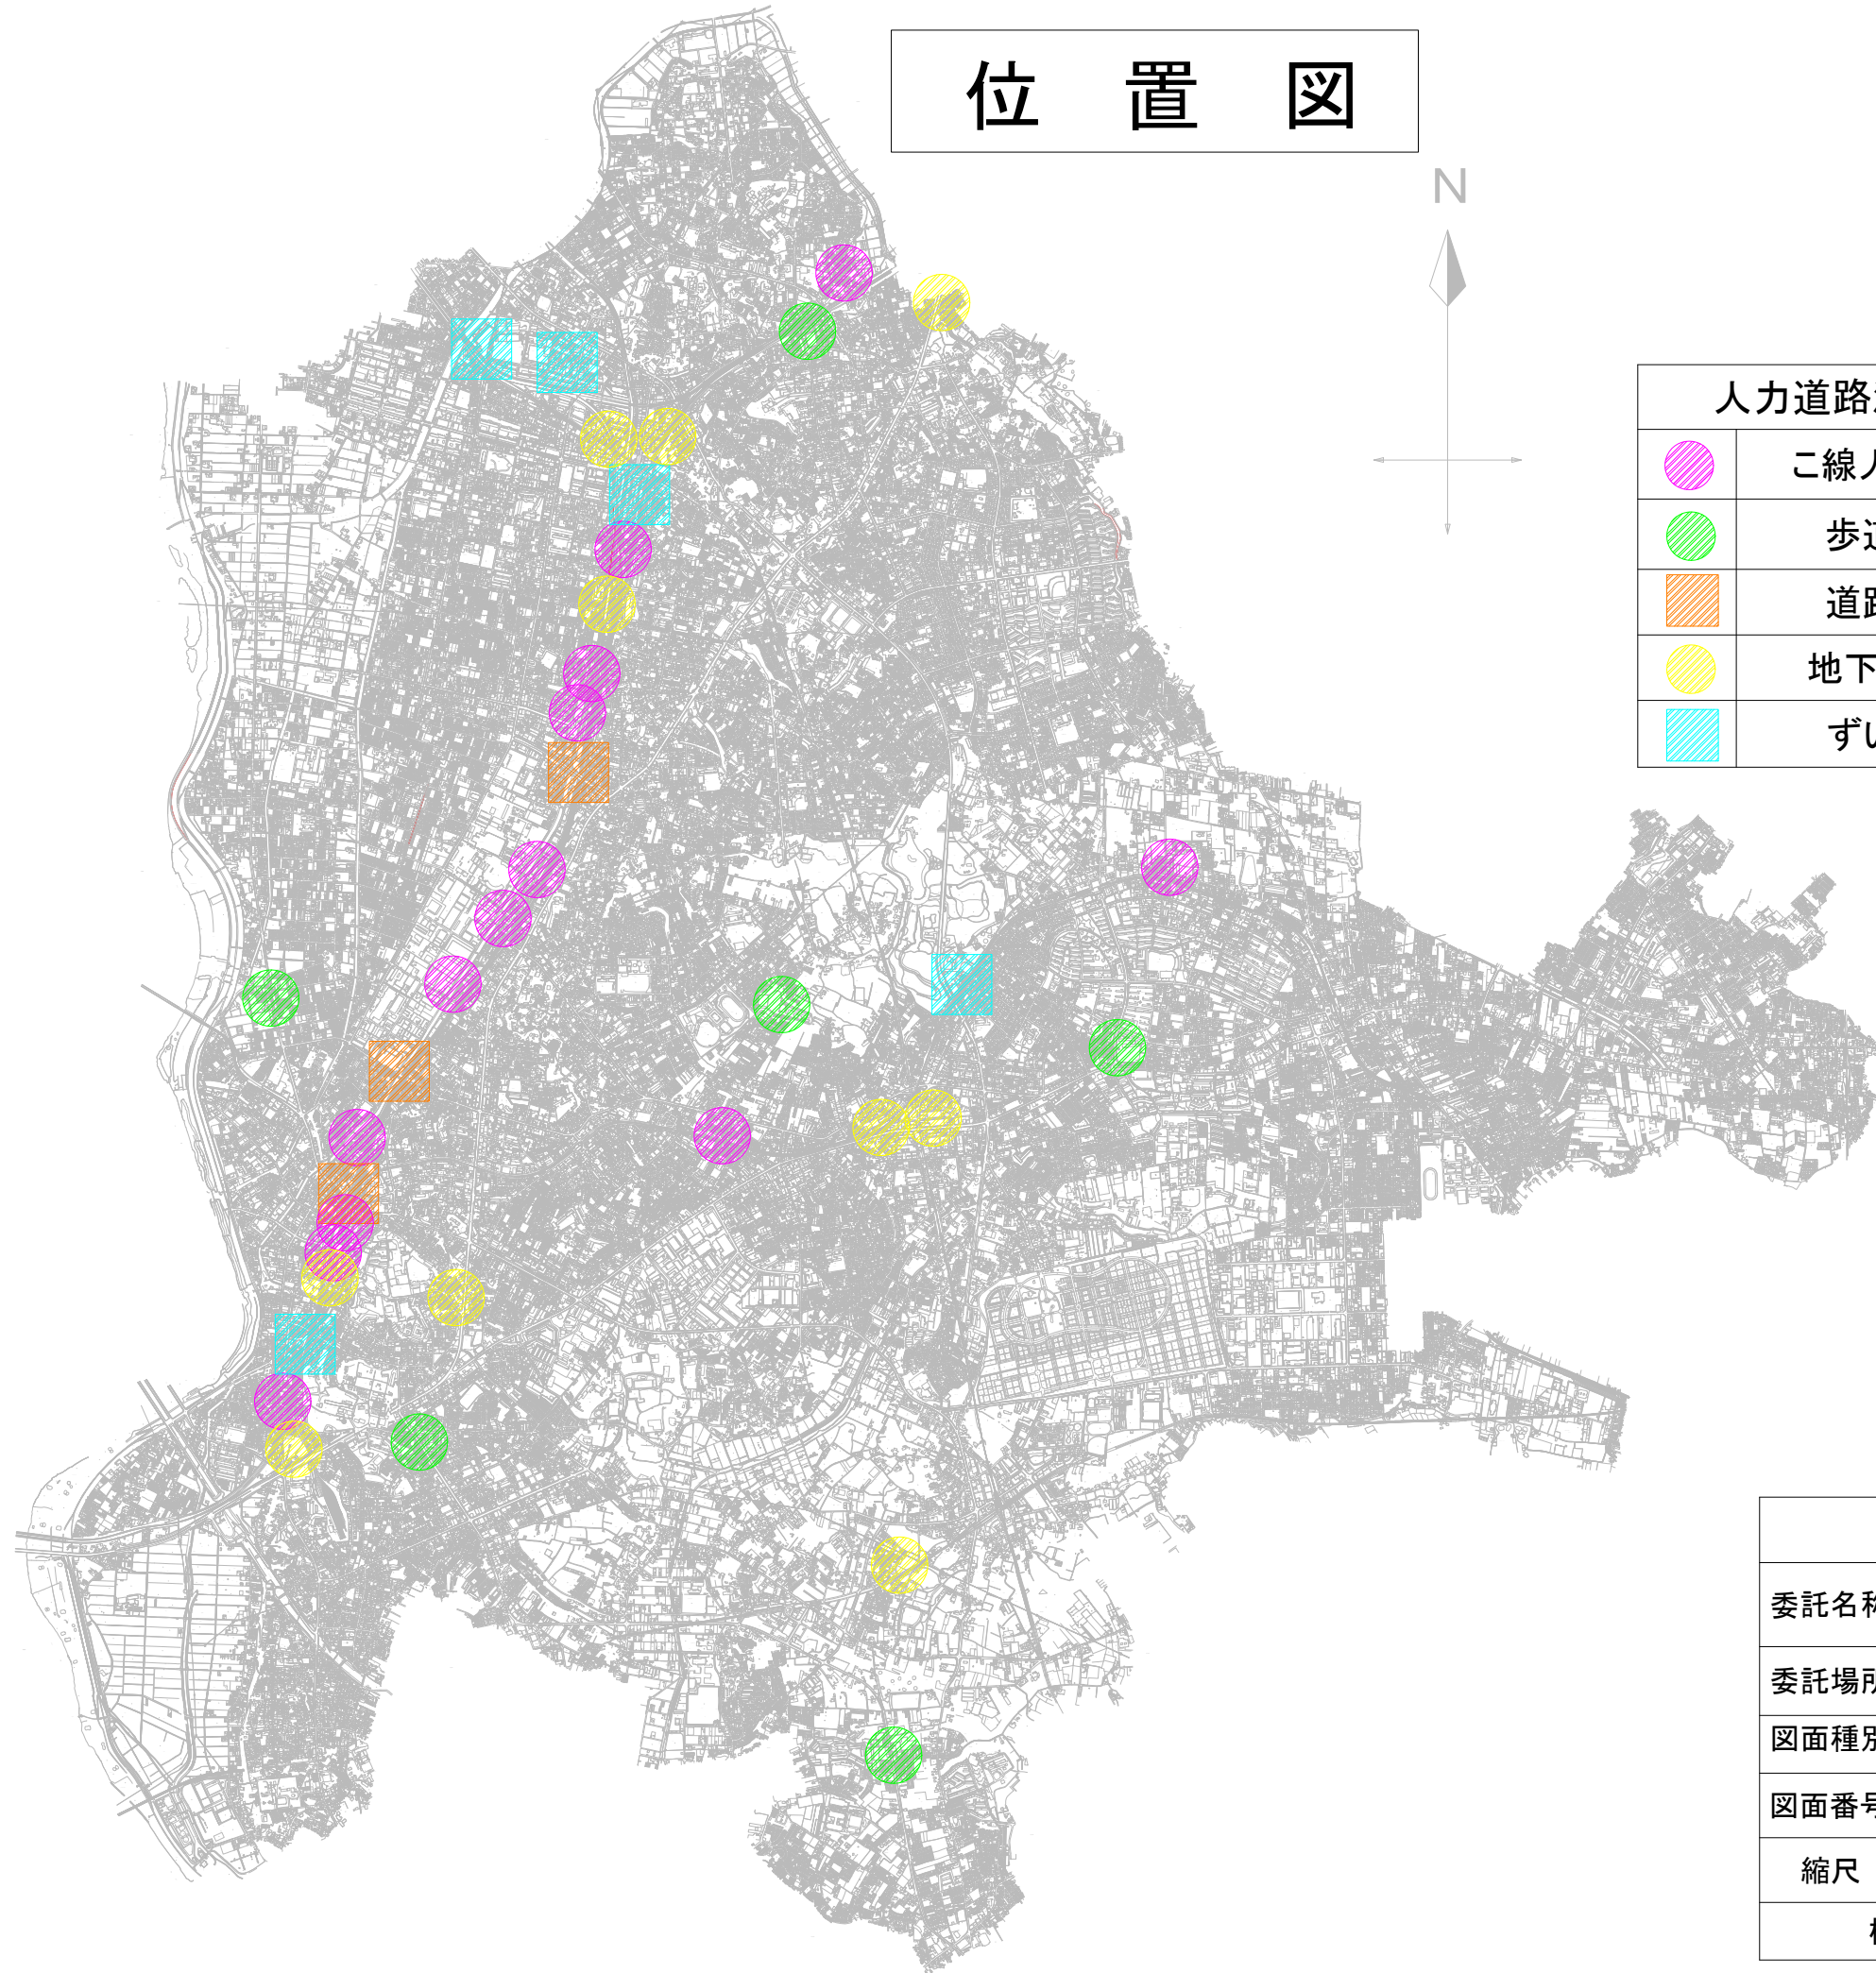 位置図
N
人力道路
こ線人
歩道
道路
地下
ずい
委託名称
委託場所
図面種別
図面番号
縮尺